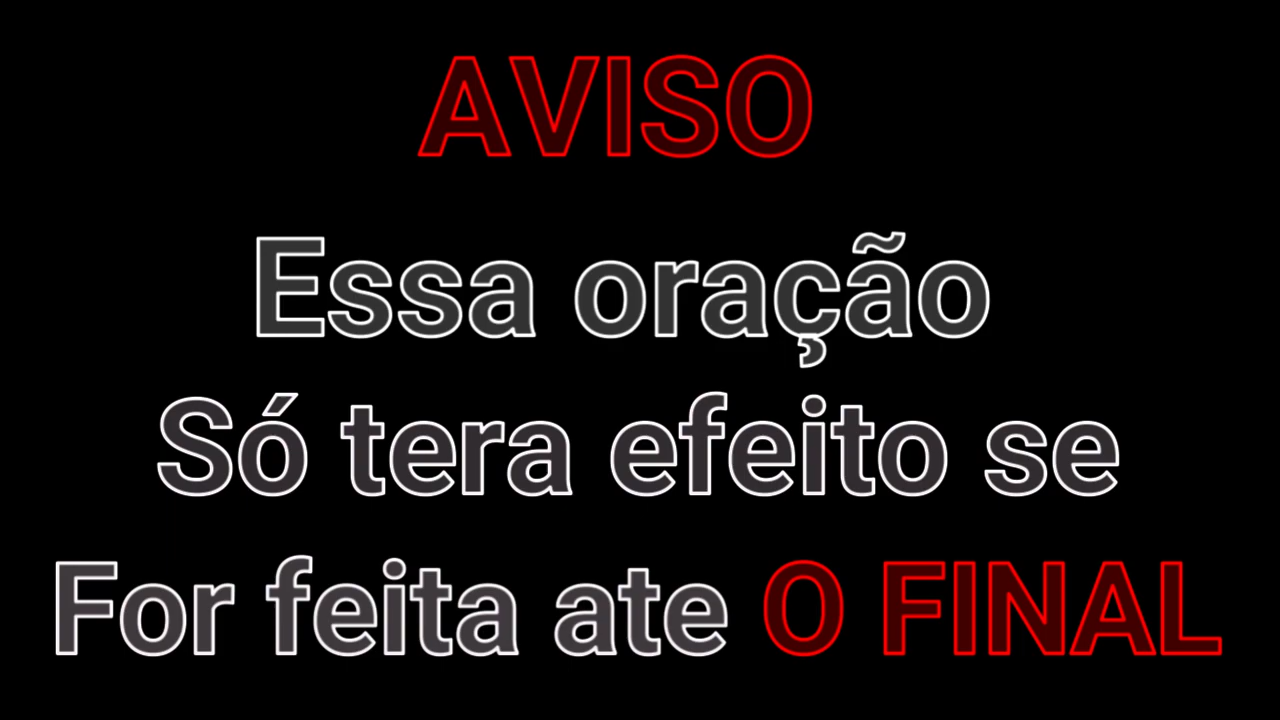 AVISO
Essa oração
Só tera efeito se
For feita ate O FINAL